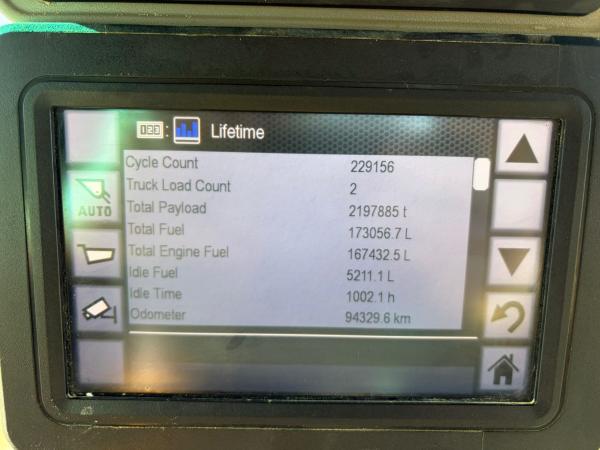 123 : Lifetime
Cycle Count 229156
Truck Load Count 2
Total Payload 2197885 t
Total Fuel 173056.7 L
Total Engine Fuel 167432.5 L
Idle Fuel 5211.1 L
Idle Time 1002.1 h
Odometer 94329.6 km
AUTO